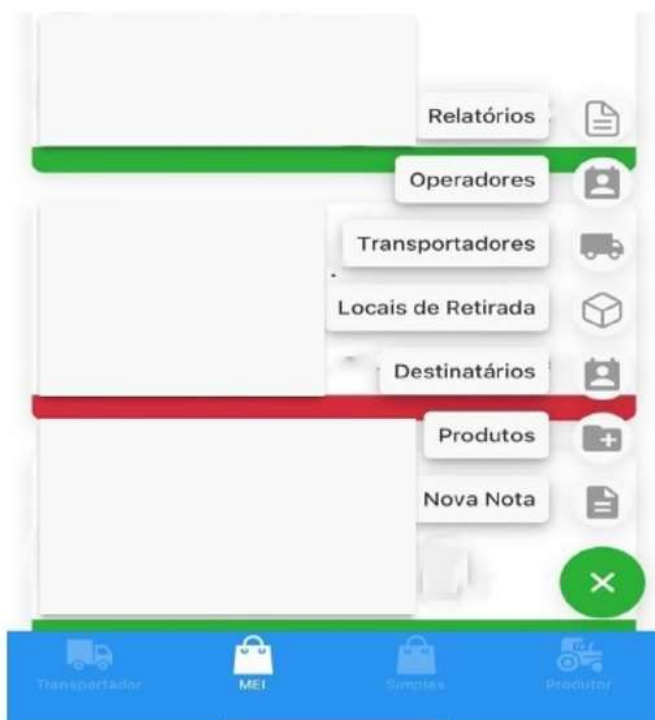 Relatórios
Operadores
Transportadores
Locais de Retirada
Destinatários
Produtos
Nova Nota
Transportador
MEI
Simples
Produtor